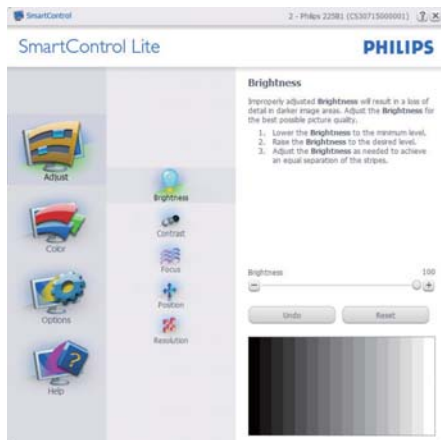 SmartControl
2 - Philips 225B1 (CS30715000001)
SmartControl Lite
PHILIPS
Adjust
Color
Options
Help
Brightness
Contrast
Focus
Position
Resolution
Brightness
Improperly adjusted Brightness will result in a loss of
detail in darker image areas. Adjust the Brightness for
the best possible picture quality.
1. Lower the Brightness to the minimum level.
2. Raise the Brightness to the desired level.
3. Adjust the Brightness as needed to achieve
an equal separation of the stripes.
Brightness 100
Undo
Reset